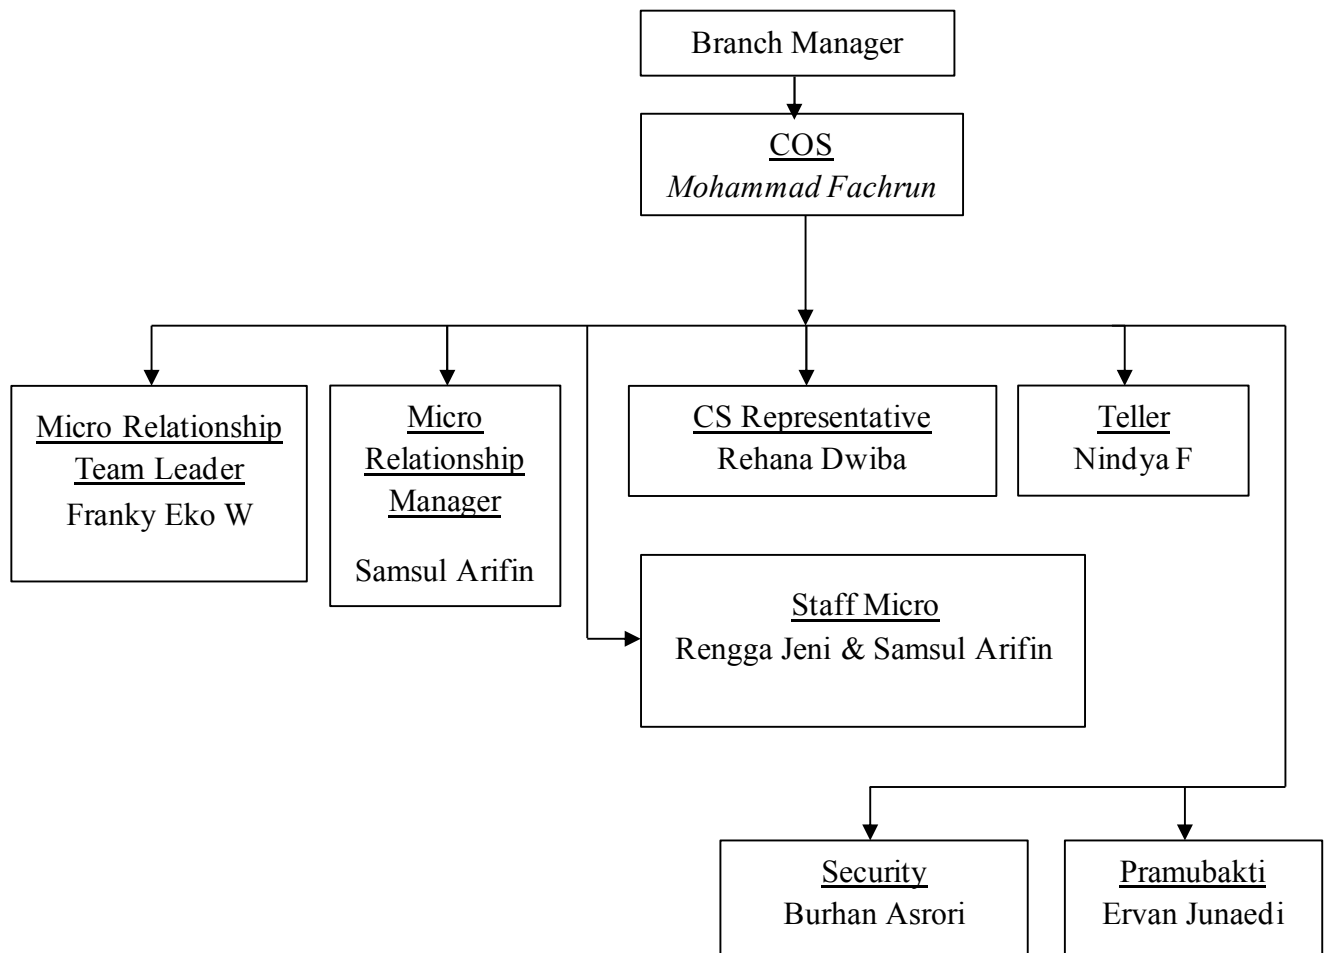 Branch Manager
COS
Mohammad Fachrun
Micro Relationship
Team Leader
Franky Eko W
Micro
Relationship
Manager
Samsul Arifin
CS Representative
Rehana Dwiba
Teller
Nindya F
Staff Micro
Rengga Jeni & Samsul Arifin
Security
Burhan Asrori
Pramubakti
Ervan Junaedi